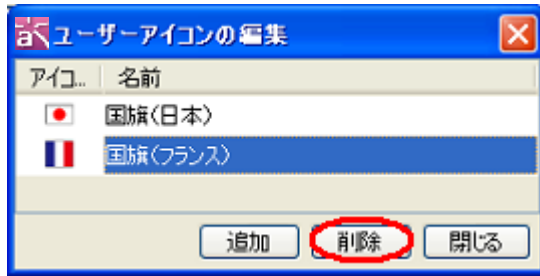 ユーザーアイコンの編集
アイコ... 名前
国旗(日本)
国旗(フランス)
追加 削除 閉じる